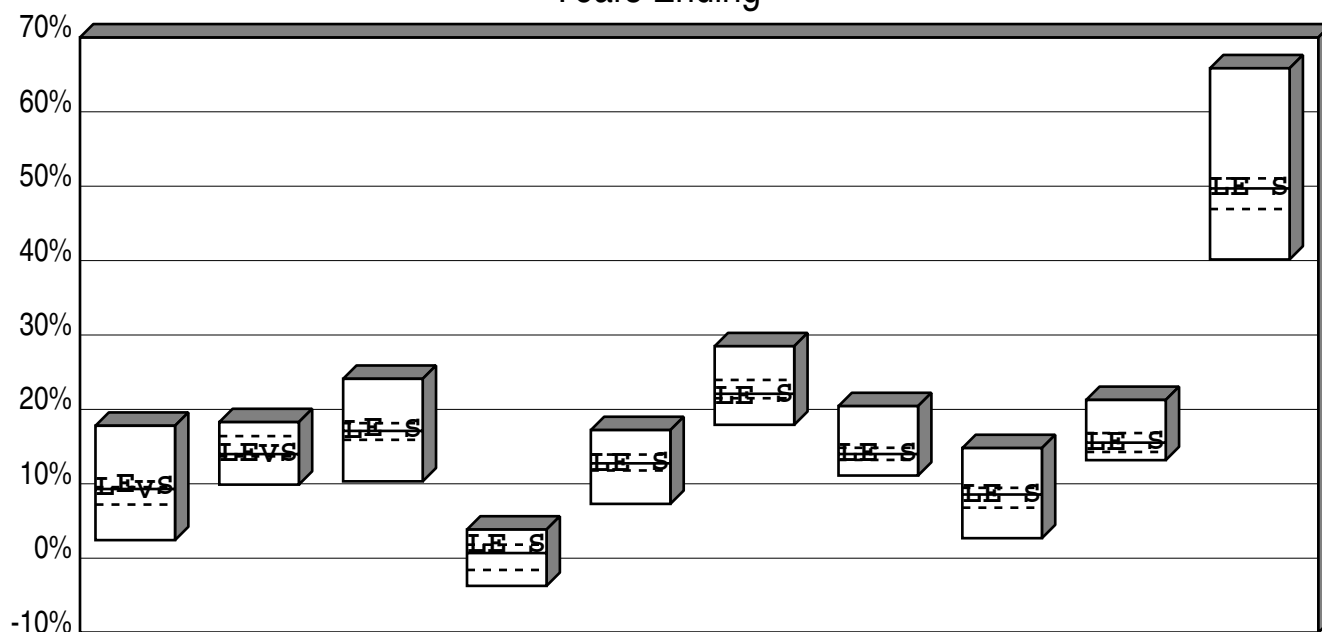 Years Ending
70%
60%
50%
40%
30%
20%
10%
0%
-10%
LE S
LE S
LE S
LEVS
LEVS
LE S
LE S
LE S
LE S
LE S